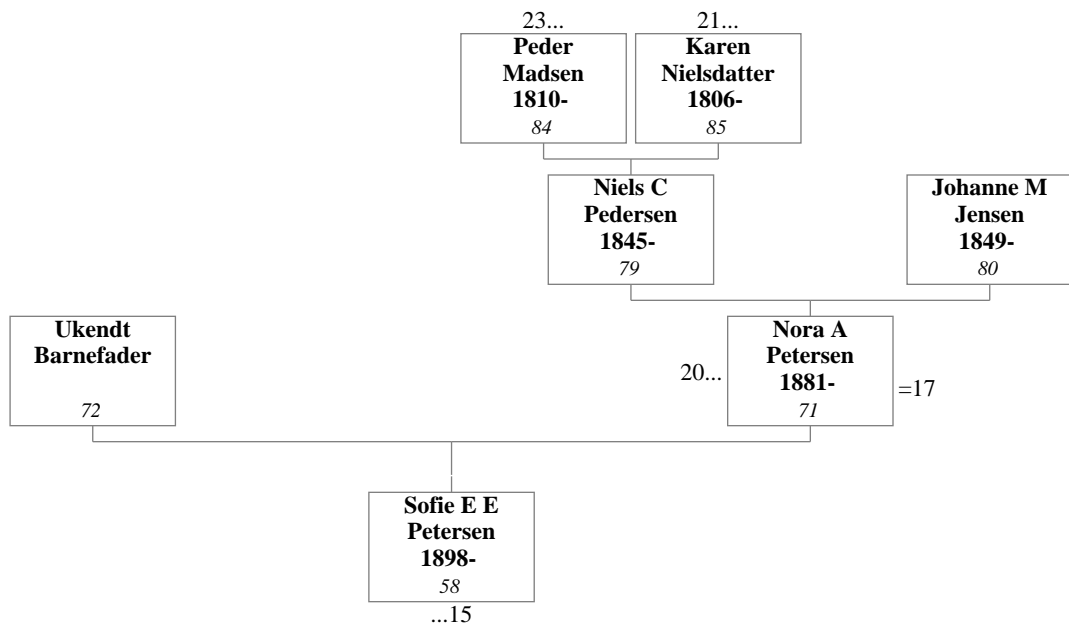 23...
Peder
Madsen
1810-
84
21...
Karen
Nielsdatter
1806-
85
Niels C
Pedersen
1845-
79
Johanne M
Jensen
1849-
80
Ukendt
Barnefader
72
20...
Nora A
Petersen
1881-
71
=17
Sofie E E
Petersen
1898-
58
...15